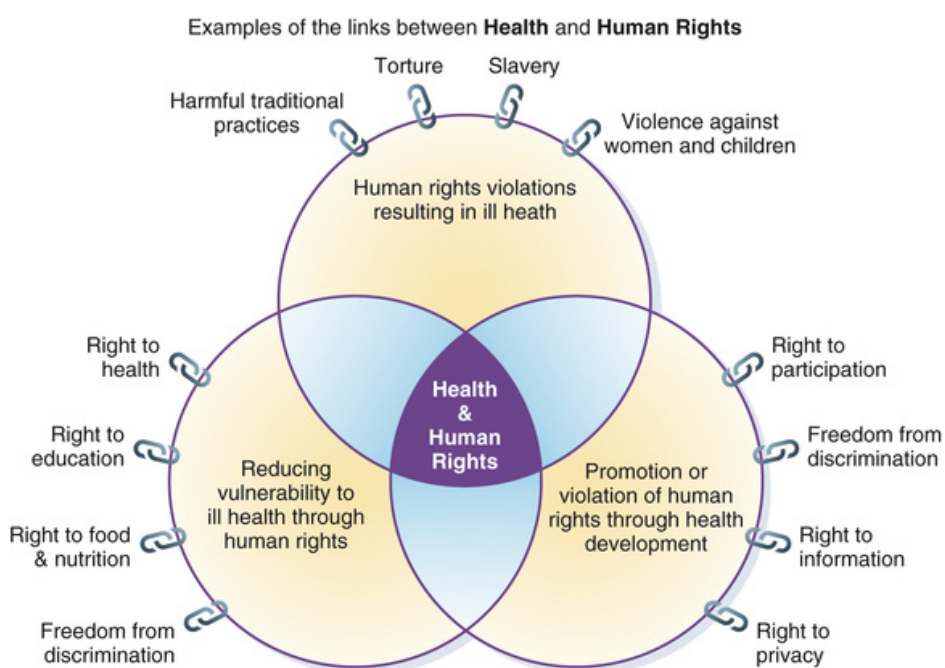 Examples of the links between Health and Human Rights
Torture
Slavery
Harmful traditional
practices
Violence against
women and children
Human rights violations
resulting in ill heath
Right to
health
Right to
participation
Health
&
Human
Rights
Right to
education
Freedom from
discrimination
Reducing
vulnerability to
ill health through
human rights
Promotion or
violation of human
rights through health
development
Right to food
& nutrition
Right to
information
Freedom from
discrimination
Right to
privacy